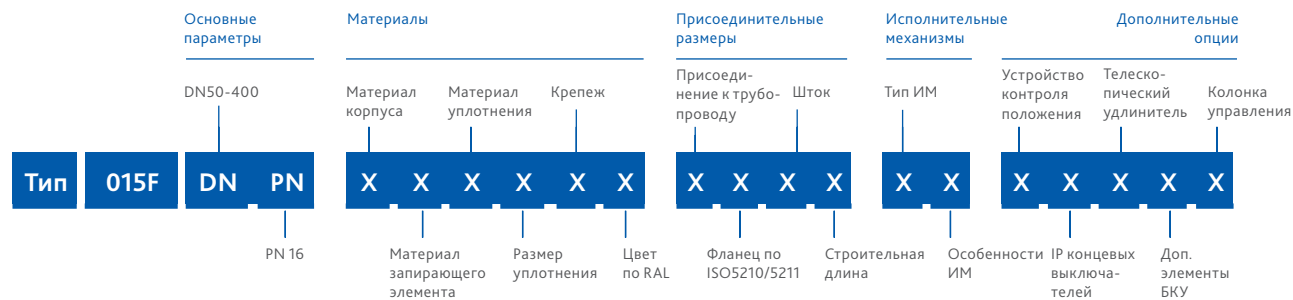 Основные
параметры
Материалы
Присоединительные
размеры
Исполнительные
механизмы
Дополнительные
опции
DN50-400
Материал
корпуса
Материал
уплотнения
Крепеж
Присоеди-
нение к трубо-
проводу
Шток
Тип ИМ
Устройство
контроля
положения
Телеско-
пический
удлинитель
Колонка
управления
Тип 015F DN PN X X X X X X X X X X X X X X X X X
PN 16
Материал
запирающего
элемента
Размер
уплотнения
Цвет
по RAL
Фланец по
ISO5210/5211
Строительная
длина
Особенности
ИМ
IP концевых
выключа-
телей
Доп.
элементы
БКУ